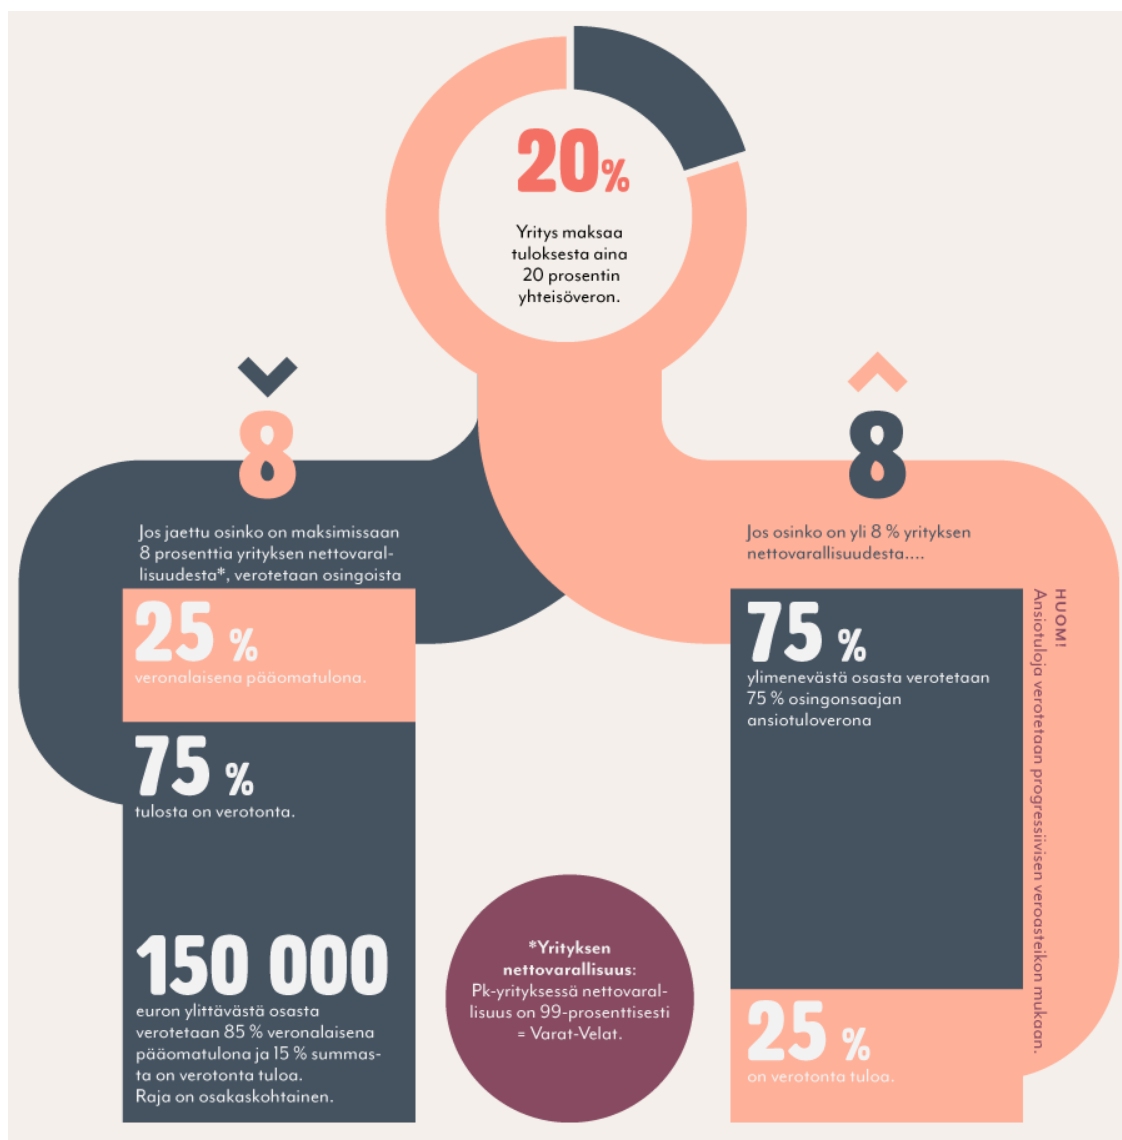 20%
Yritys maksaa
tuloksesta aina
20 prosentin
yhteisöveron.
8
Jos jaettu osinko on maksimissaan
8 prosenttia yrityksen nettovaral-
lisuudesta*, verotetaan osingoista
25 %
veronalaisena pääomatulona.
75 %
tulosta on verotonta.
150 000
euron ylittävästä osasta
verotetaan 85 % veronalaisena
pääomatulona ja 15 % summas-
ta on verotonta tuloa.
Raja on osakaskohtainen.
*Yrityksen
nettovarallisuus:
Pk-yrityksessä nettovaral-
lisuus on 99-prosenttisesti
= Varat-Velat.
8
Jos osinko on yli 8 % yrityksen
nettovarallisuudesta....
75 %
ylimenevästä osasta verotetaan
75 % osingonsaajan
ansiotuloverona
25 %
on verotonta tuloa.
HUOM!
Ansiotuloja verotetaan progressiivisen veroasteikon mukaan.